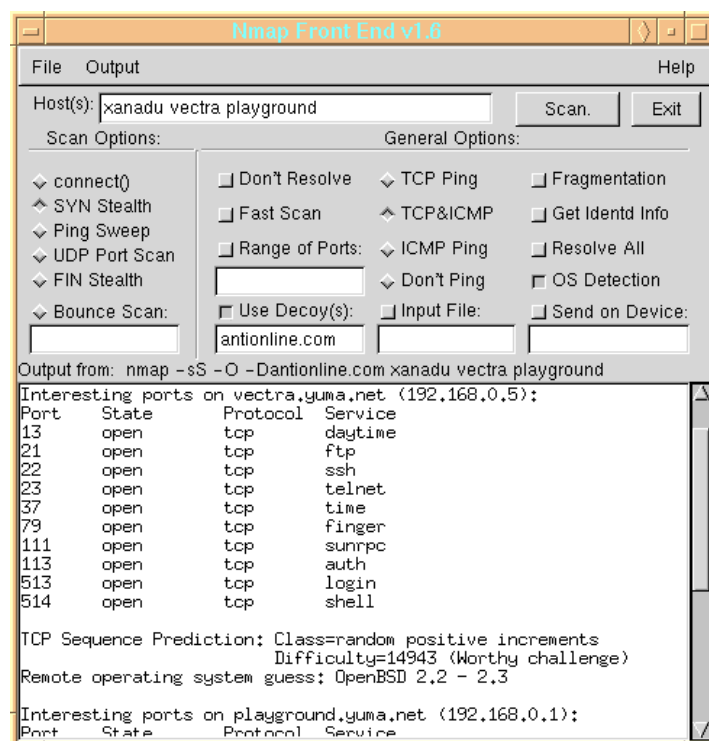 Nmap Front End v1.6
File Output Help
Host(s): xanadu vectra playground Scan. Exit
Scan Options: General Options:
connect() Don't Resolve TCP Ping Fragmentation
SYN Stealth Fast Scan TCP&ICMP Get Identd Info
Ping Sweep Range of Ports: ICMP Ping Resolve All
UDP Port Scan
FIN Stealth Don't Ping OS Detection
Bounce Scan: Use Decoy(s): Input File: Send on Device:
antionline.com
Output from: nmap -sS -O -Dantionline.com xanadu vectra playground
Interesting ports on vectra.yuma.net (192.168.0.5):
Port State Protocol Service
13 open tcp daytime
21 open tcp ftp
22 open tcp ssh
23 open tcp telnet
37 open tcp time
79 open tcp finger
111 open tcp sunrpc
113 open tcp auth
513 open tcp login
514 open tcp shell
TCP Sequence Prediction: Class=random positive increments
Difficulty=14943 (Worthy challenge)
Remote operating system guess: OpenBSD 2.2 - 2.3
Interesting ports on playground.yuma.net (192.168.0.1):
Port State Protocol Service